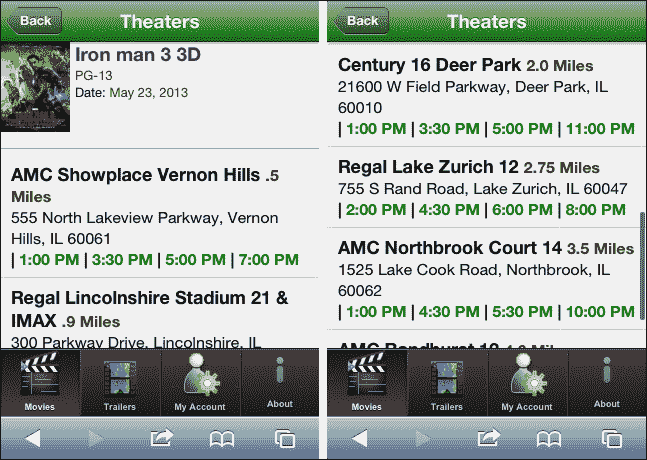 Back
Theaters
Iron man 3 3D
PG-13
Date: May 23, 2013
AMC Showplace Vernon Hills .5
Miles
555 North Lakeview Parkway, Vernon
Hills, IL 60061
| 1:00 PM | 3:30 PM | 5:00 PM | 7:00 PM
Regal Lincolnshire Stadium 21 &
IMAX .9 Miles
300 Parkway Drive, Lincolnshire, IL
Movies
Trailers
My Account
About
Back
Theaters
Century 16 Deer Park 2.0 Miles
21600 W Field Parkway, Deer Park, IL
60010
| 1:00 PM | 3:30 PM | 5:00 PM | 11:00 PM
Regal Lake Zurich 12 2.75 Miles
755 S Rand Road, Lake Zurich, IL 60047
| 2:00 PM | 4:30 PM | 6:00 PM | 8:00 PM
AMC Northbrook Court 14 3.5 Miles
1525 Lake Cook Road, Northbrook, IL
60062
| 1:00 PM | 4:30 PM | 5:30 PM | 10:00 PM
AMC
Movies
Trailers
My Account
About